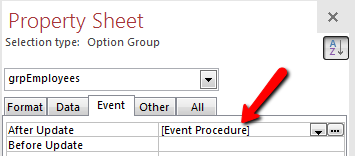 Property Sheet
Selection type: Option Group
A
Z
grpEmployees
Format Data Event Other All
After Update [Event Procedure]
Before Update